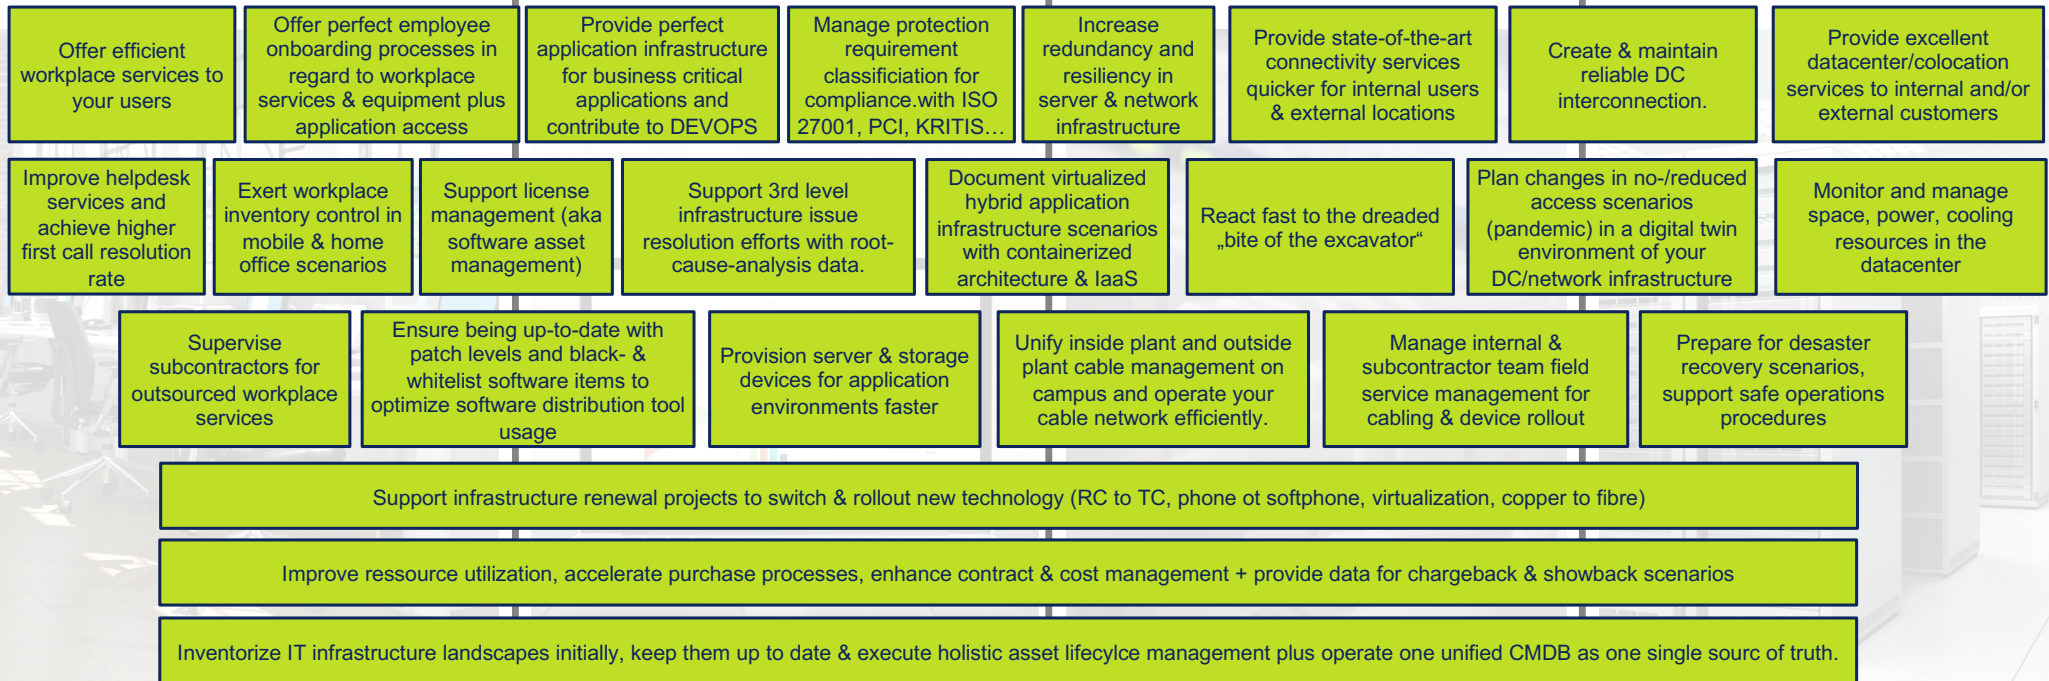 Offer efficient
workplace services to
your users
Offer perfect employee
onboarding processes in
regard to workplace
services & equipment plus
application access
Provide perfect
application infrastructure
for business critical
applications and
contribute to DEVOPS
Manage protection
requirement
classificiation for
compliance.with ISO
27001, PCI, KRITIS…
Increase
redundancy and
resiliency in
server & network
infrastructure
Provide state-of-the-art
connectivity services
quicker for internal users
& external locations
Create & maintain
reliable DC
interconnection.
Provide excellent
datacenter/colocation
services to internal and/or
external customers
Improve helpdesk
services and
achieve higher
first call resolution
rate
Exert workplace
inventory control in
mobile & home
office scenarios
Support license
management (aka
software asset
management)
Support 3rd level
infrastructure issue
resolution efforts with root-
cause-analysis data.
Document virtualized
hybrid application
infrastructure scenarios
with containerized
architecture & IaaS
React fast to the dreaded
„bite of the excavator“
Plan changes in no-/reduced
access scenarios
(pandemic) in a digital twin
environment of your
DC/network infrastructure
Monitor and manage
space, power, cooling
resources in the
datacenter
Supervise
subcontractors for
outsourced workplace
services
Ensure being up-to-date with
patch levels and black- &
whitelist software items to
optimize software distribution tool
usage
Provision server & storage
devices for application
environments faster
Unify inside plant and outside
plant cable management on
campus and operate your
cable network efficiently.
Manage internal &
subcontractor team field
service management for
cabling & device rollout
Prepare for desaster
recovery scenarios,
support safe operations
procedures
Support infrastructure renewal projects to switch & rollout new technology (RC to TC, phone ot softphone, virtualization, copper to fibre)
Improve ressource utilization, accelerate purchase processes, enhance contract & cost management + provide data for chargeback & showback scenarios
Inventorize IT infrastructure landscapes initially, keep them up to date & execute holistic asset lifecylce management plus operate one unified CMDB as one single sourc of truth.